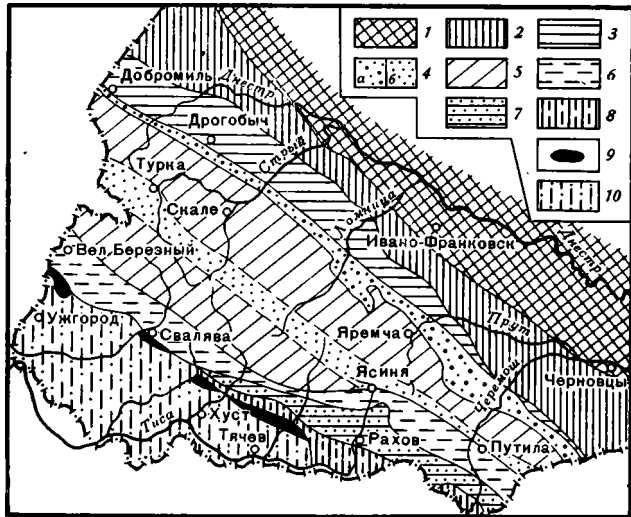 1 2 3
а б 4 5 6
7 8
9
10
Добромиль
Днестр
Дрогобыч
Стрый
Турка
Скале
Ломница
Ивано-Франковск
Днестр
Вел. Березный
Ужгород
Свалява
Яремча
Прут
Ясиня
Черемош
Черновцы
Тиса
Хуст
Тячев
Рахов
Путила